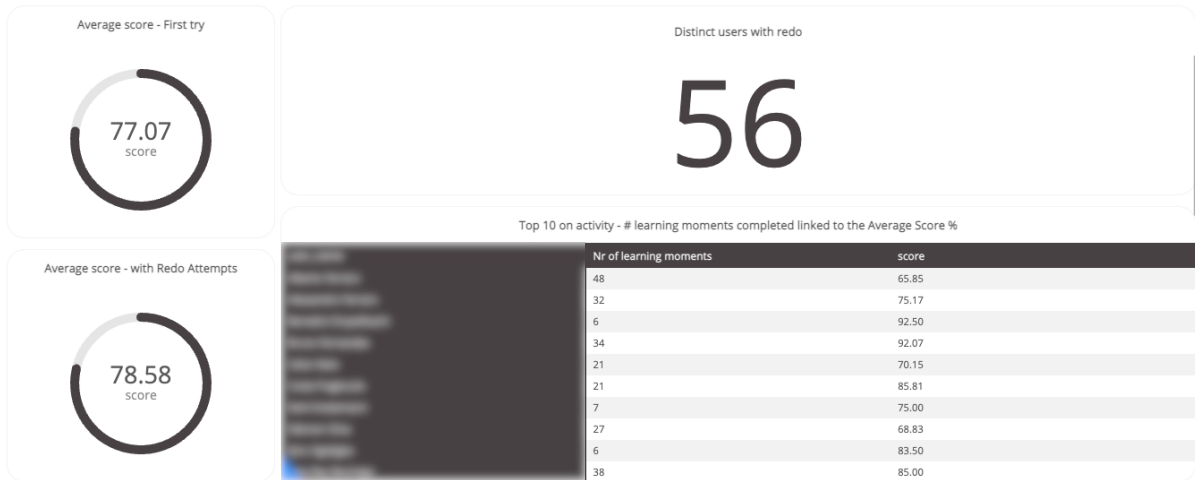 Average score - First try
77.07
score
Average score - with Redo Attempts
78.58
score
Distinct users with redo
56
Top 10 on activity - # learning moments completed linked to the Average Score %
Nr of learning moments score
48 65.85
32 75.17
6 92.50
34 92.07
21 70.15
21 85.81
7 75.00
27 68.83
6 83.50
38 85.00